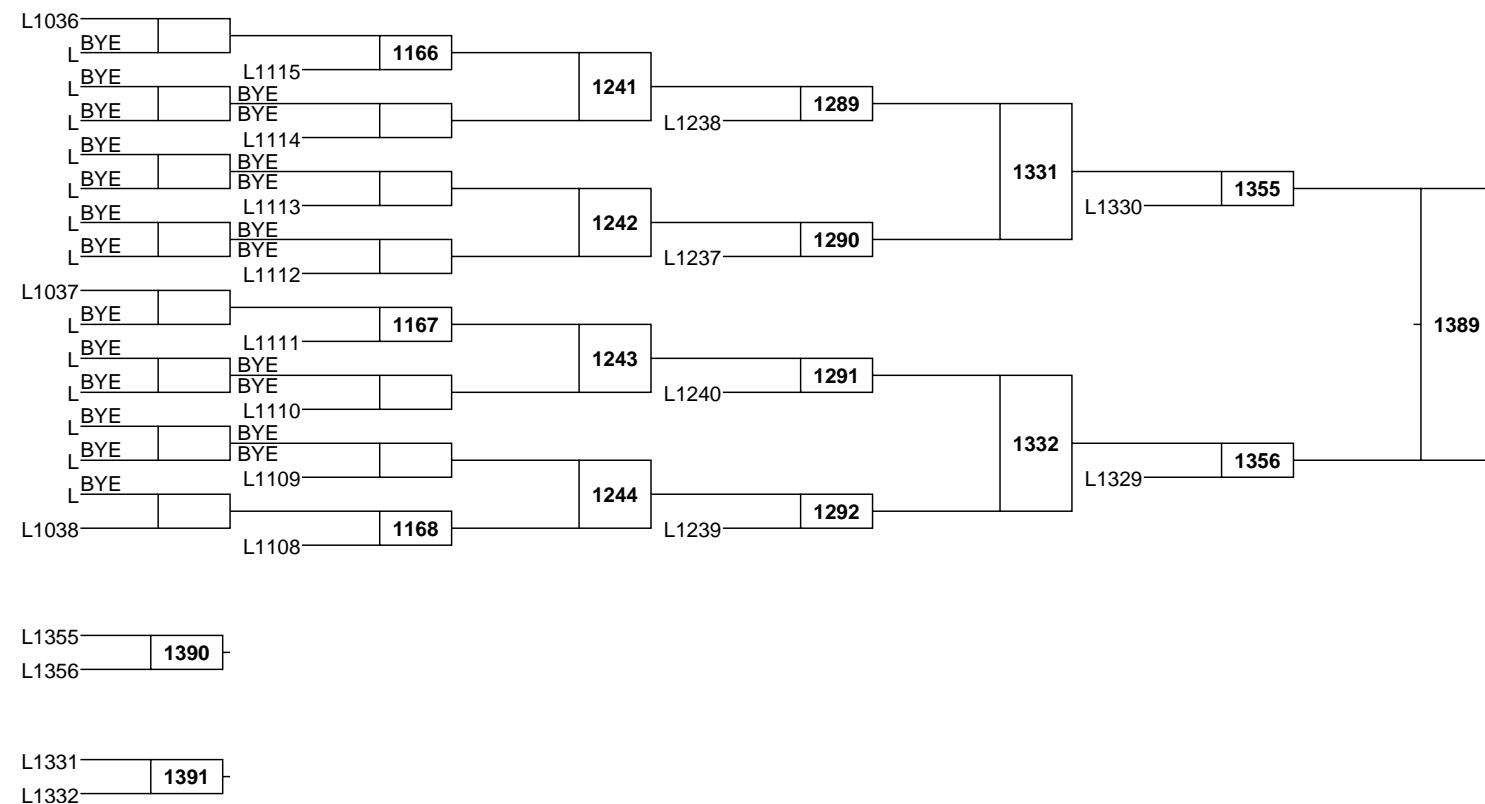 L1036
BYE
L
1166
L1115
BYE
L
BYE
1241
1289
BYE
L
BYE
L1238
L1114
BYE
L
BYE
1331
1355
BYE
L
BYE
L1330
L1113
BYE
L
BYE
1242
1290
BYE
L
BYE
L1237
L1112
L1037
BYE
L
1167
1389
L1111
BYE
L
BYE
1243
1291
BYE
L
BYE
L1240
L1110
BYE
L
BYE
1332
1356
BYE
L
BYE
L1329
L1109
BYE
L
1244
1292
L1038
1168
L1239
L1108
L1355
1390
L1356
L1331
1391
L1332